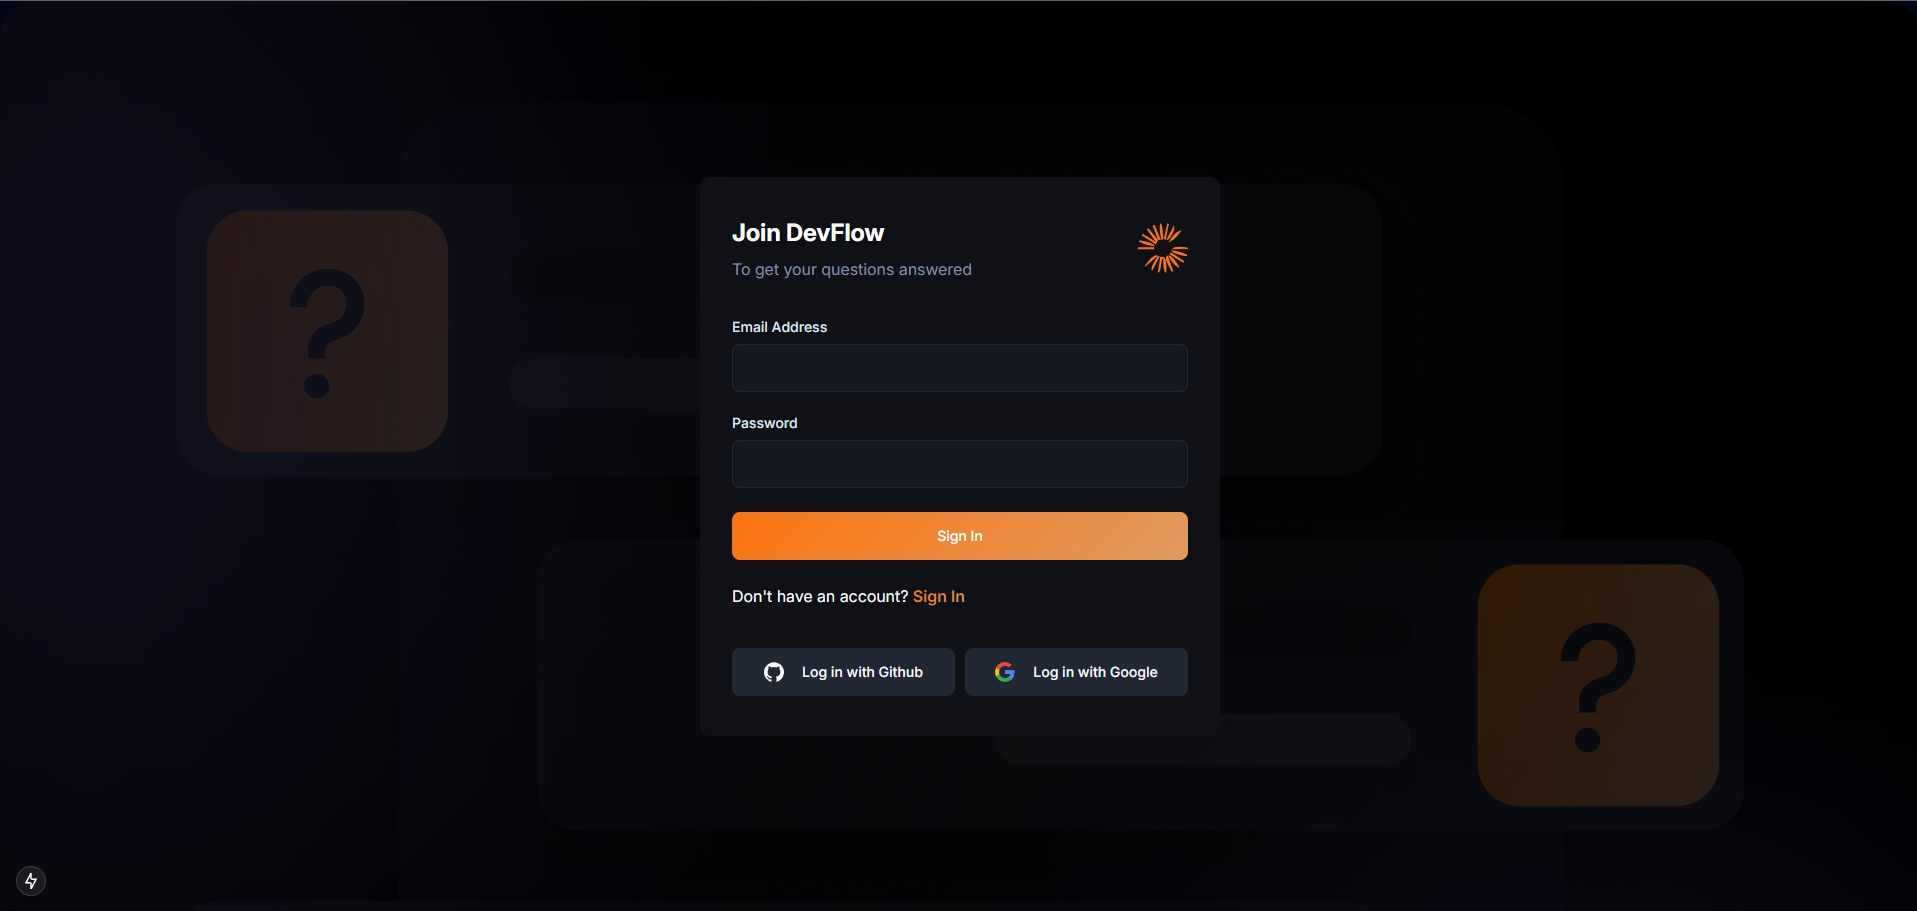 Join DevFlow
To get your questions answered
Email Address
Password
Sign In
Don't have an account? Sign In
Log in with Github
Log in with Google
?
?